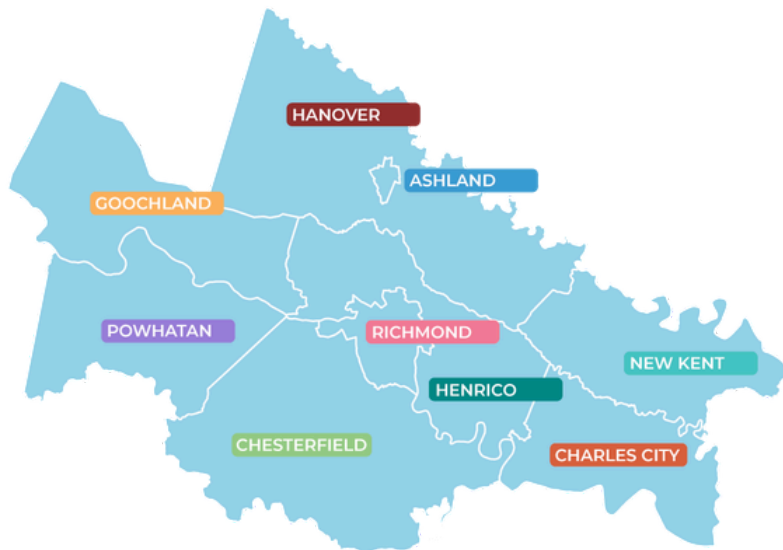 HANOVER
ASHLAND
GOOCHLAND
POWHATAN
RICHMOND
NEW KENT
HENRICO
CHESTERFIELD
CHARLES CITY